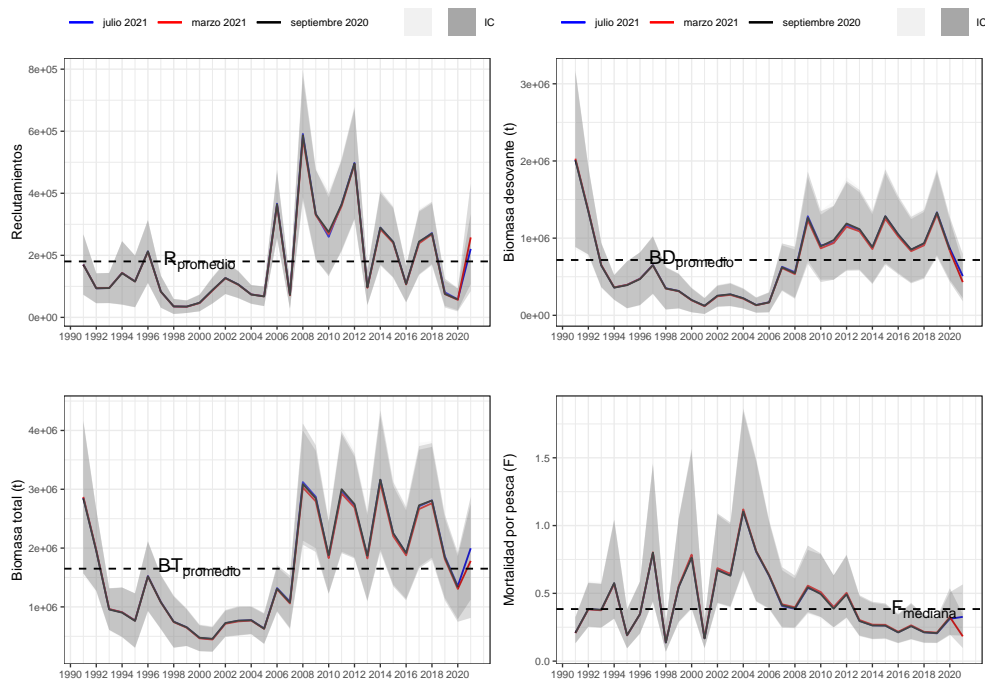 julio 2021 marzo 2021 septiembre 2020 IC
julio 2021 marzo 2021 septiembre 2020 IC
Reclutamientos
8e+05
6e+05
4e+05
2e+05
0e+00
R promedio
1990 1992 1994 1996 1998 2000 2002 2004 2006 2008 2010 2012 2014 2016 2018 2020
Biomasa desovante (t)
3e+06
2e+06
1e+06
0e+00
BD promedio
1990 1992 1994 1996 1998 2000 2002 2004 2006 2008 2010 2012 2014 2016 2018 2020
Biomasa total (t)
4e+06
3e+06
2e+06
1e+06
BT promedio
1990 1992 1994 1996 1998 2000 2002 2004 2006 2008 2010 2012 2014 2016 2018 2020
Mortalidad por pesca (F)
1.5
1.0
0.5
0.0
F mediana
1990 1992 1994 1996 1998 2000 2002 2004 2006 2008 2010 2012 2014 2016 2018 2020